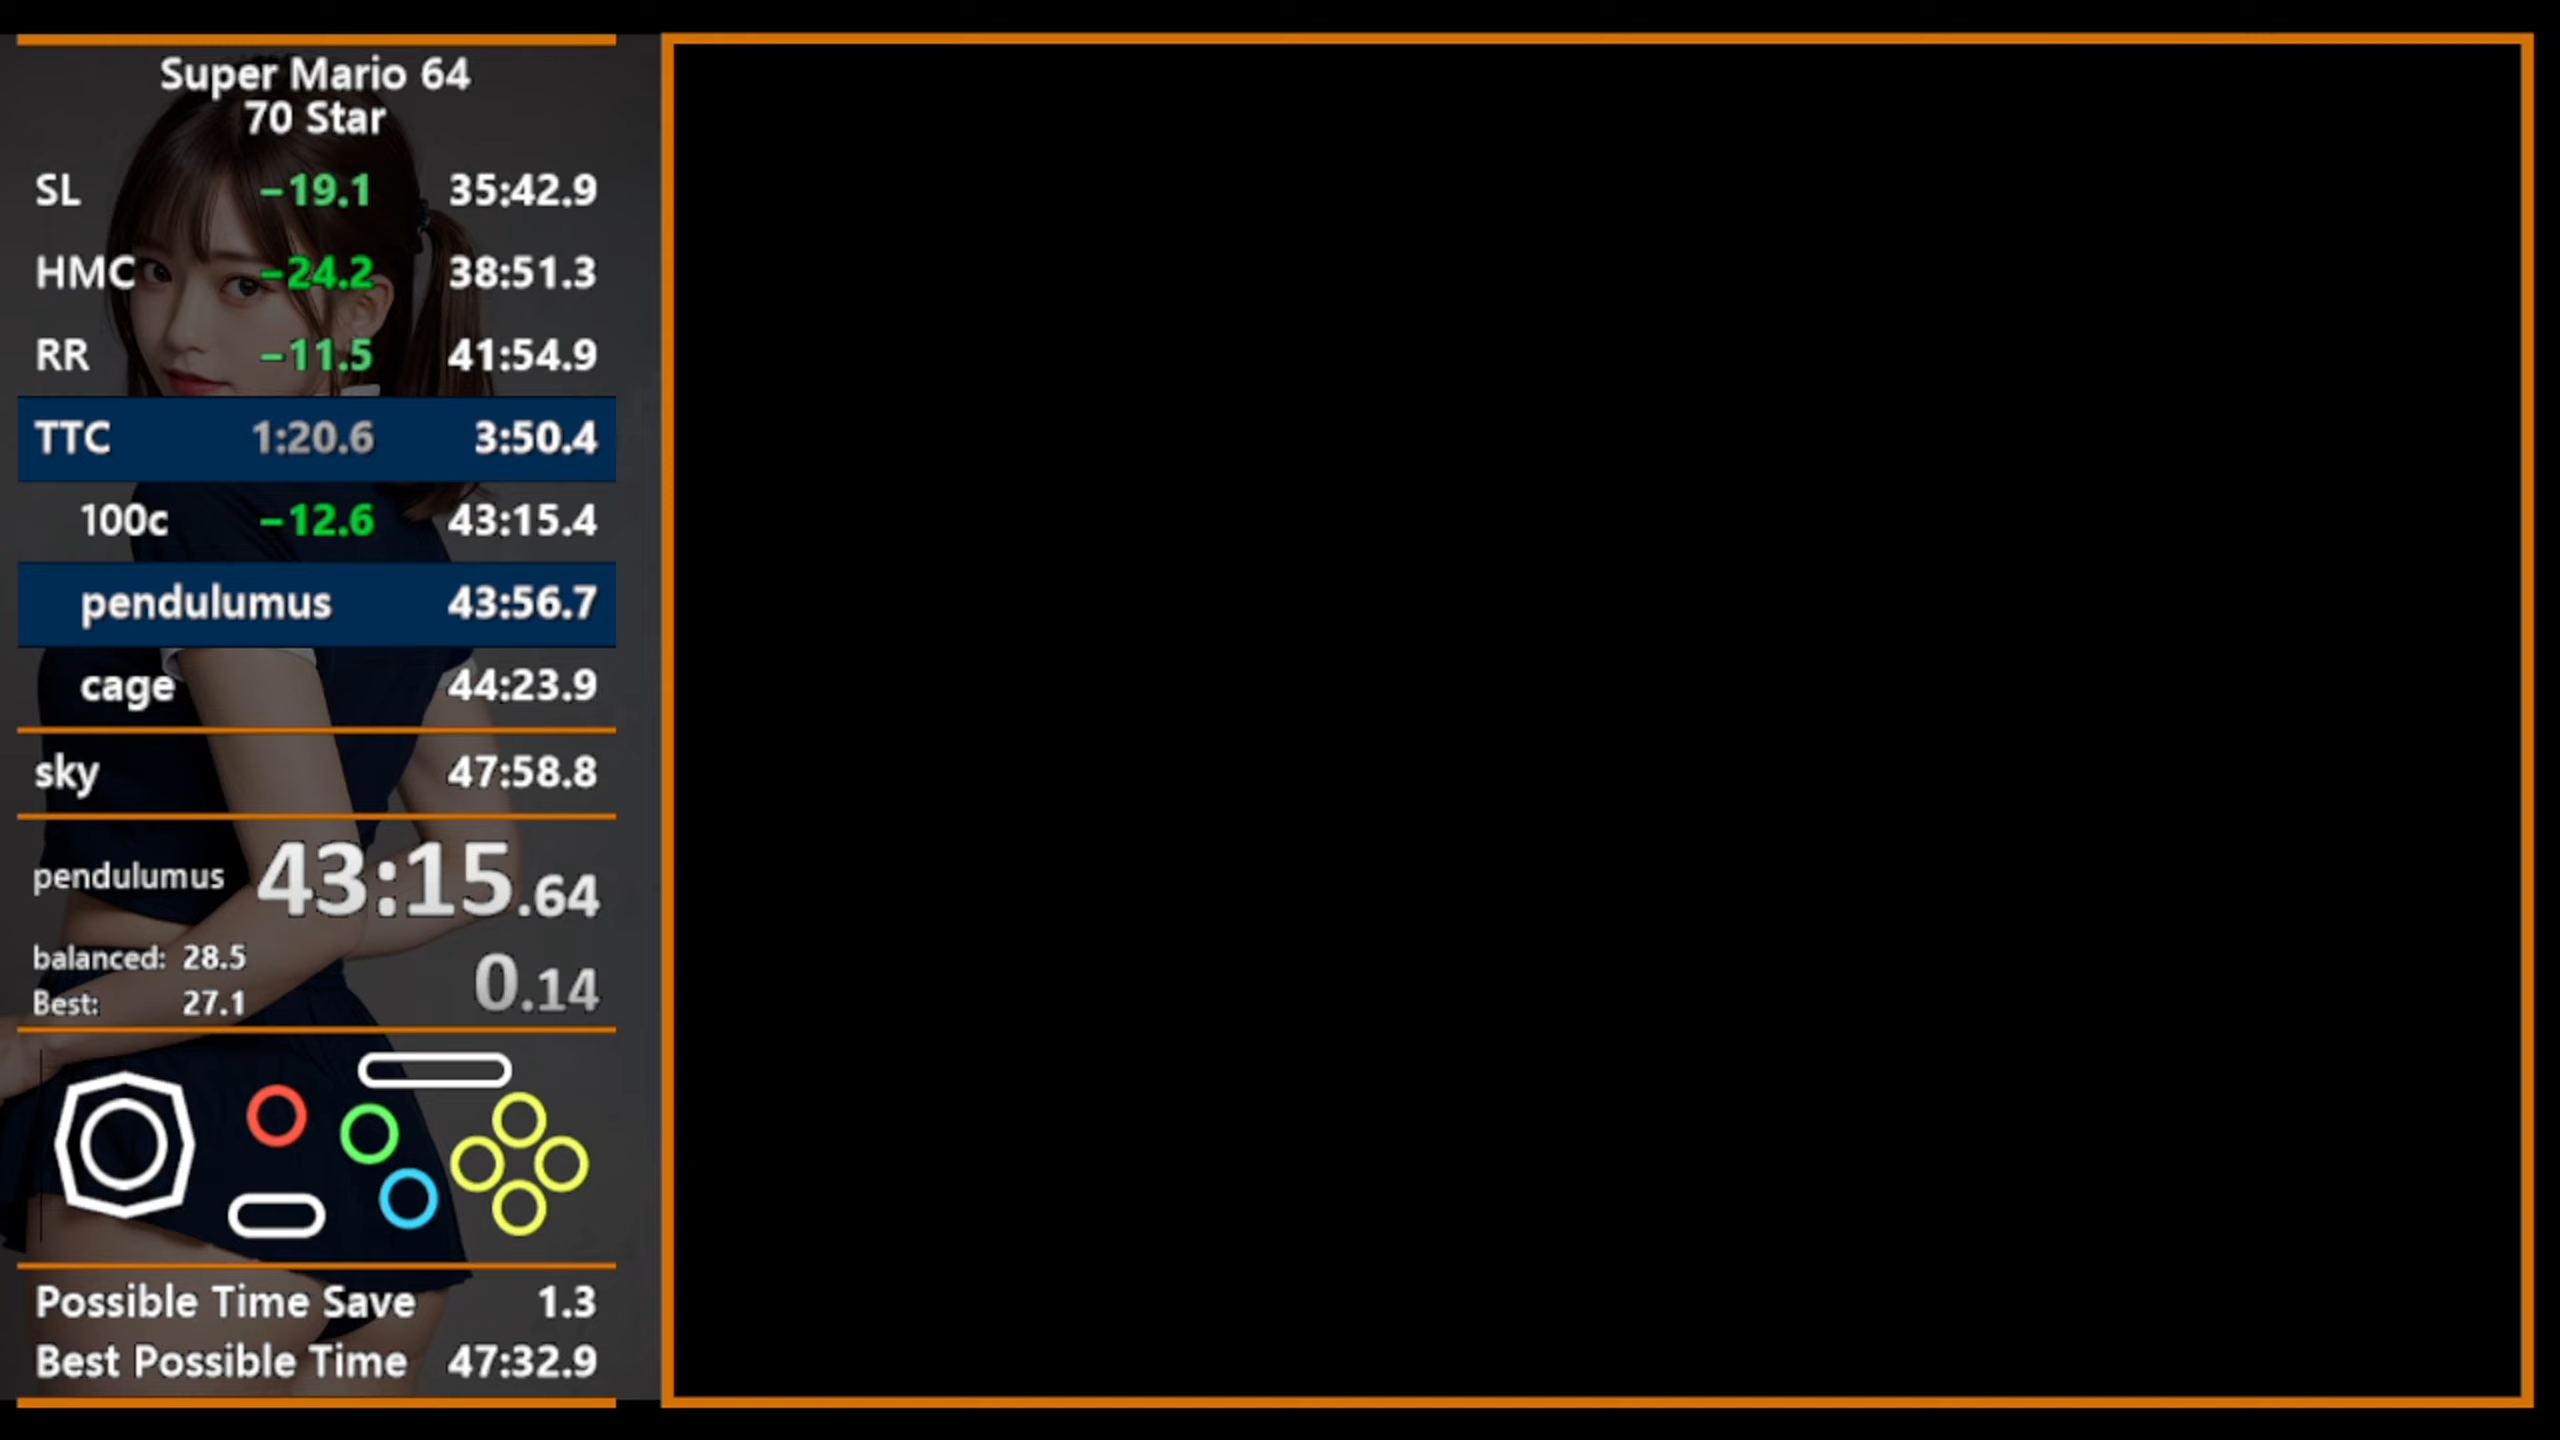 Super Mario 64
70 Star
SL −19.1 35:42.9
HMC −24.2 38:51.3
RR −11.5 41:54.9
TTC 1:20.6 3:50.4
100c −12.6 43:15.4
pendulumus 43:56.7
cage 44:23.9
sky 47:58.8
pendulumus 43:15.64
balanced: 28.5
Best: 27.1
0.14
Possible Time Save 1.3
Best Possible Time 47:32.9